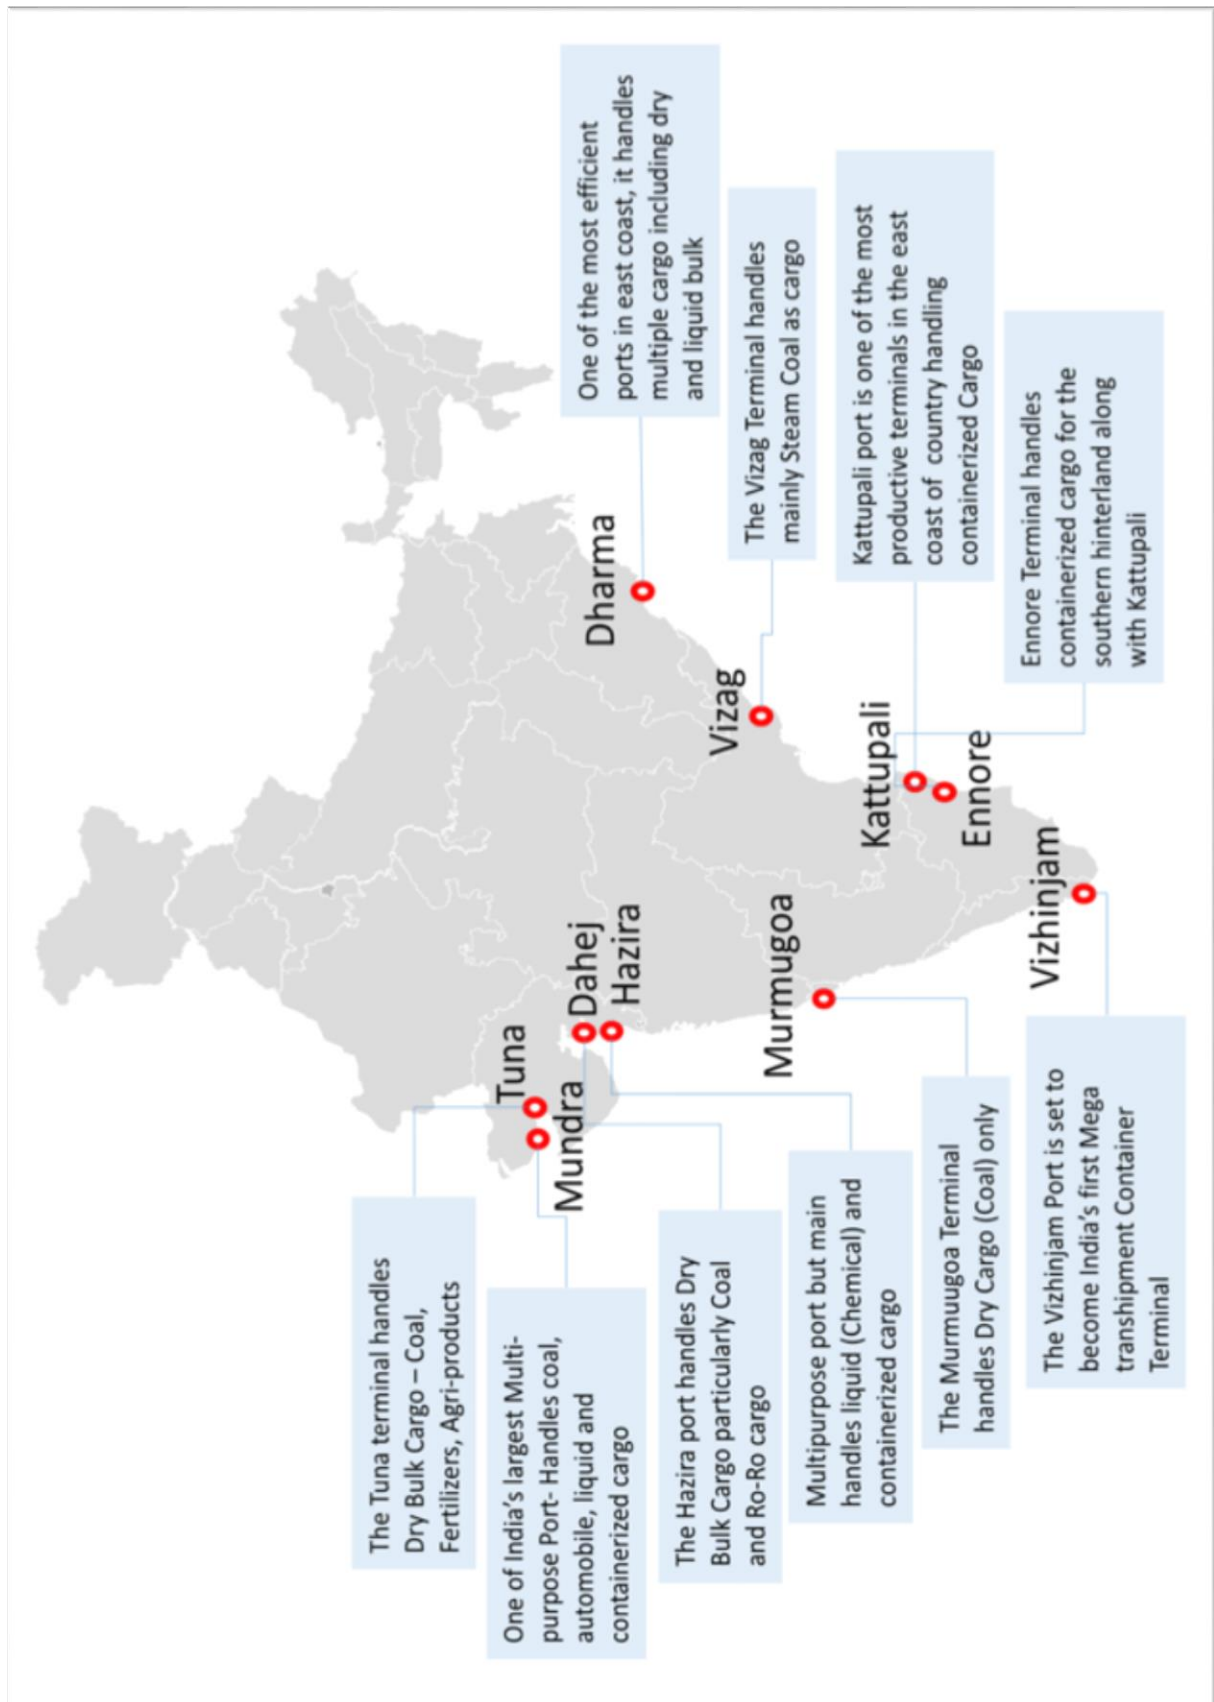 The Tuna terminal handles
Dry Bulk Cargo – Coal,
Fertilizers, Agri-products
One of India's largest Multi-
purpose Port- Handles coal,
automobile, liquid and
containerized cargo
The Hazira port handles Dry
Bulk Cargo particularly Coal
and Ro-Ro cargo
Multipurpose port but main
handles liquid (Chemical) and
containerized cargo
The Murmuugoa Terminal
handles Dry Cargo (Coal) only
The Vizhinjam Port is set to
become India's first Mega
transhipment Container
Terminal
Tuna
Mundra
Dahej
Hazira
Murmugoa
Vizhinjam
Dharma
Vizag
Kattupali
Ennore
One of the most efficient
ports in east coast, it handles
multiple cargo including dry
and liquid bulk
The Vizag Terminal handles
mainly Steam Coal as cargo
Kattupali port is one of the most
productive terminals in the east
coast of country handling
containerized Cargo
Ennore Terminal handles
containerized cargo for the
southern hinterland along
with Kattupali